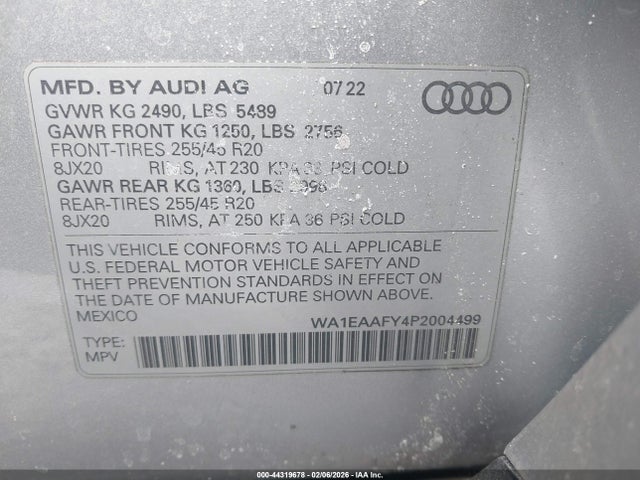 MFD. BY AUDI AG 07 22
GVWR KG 2490, LBS 5489
GAWR FRONT KG 1250, LBS 2756
FRONT-TIRES 255/45 R20
8JX20 RIMS, AT 230 KPA 33 PSI COLD
GAWR REAR KG 1360, LBS 2998
REAR-TIRES 255/45 R20
8JX20 RIMS, AT 250 KPA 36 PSI COLD
THIS VEHICLE CONFORMS TO ALL APPLICABLE
U.S. FEDERAL MOTOR VEHICLE SAFETY AND
THEFT PREVENTION STANDARDS IN EFFECT ON
THE DATE OF MANUFACTURE SHOWN ABOVE.
MEXICO
WA1EAAFY4P2004499
TYPE:
MPV
000-44319678 - 02/06/2026 - IAA Inc.